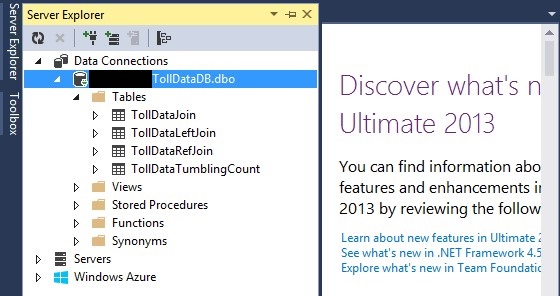 Server Explorer
Toolbox
Server Explorer
Data Connections
TollDataDB.dbo
Tables
TollDataJoin
TollDataLeftJoin
TollDataRefJoin
TollDataTumblingCount
Views
Stored Procedures
Functions
Synonyms
Servers
Windows Azure
Discover what's n
Ultimate 2013
You can find information abo
features and enhancements i
2013 by reviewing the follow
Learn about new features in Ultimate 2
See what's new in .NET Framework 4.5
Explore what's new in Team Foundati